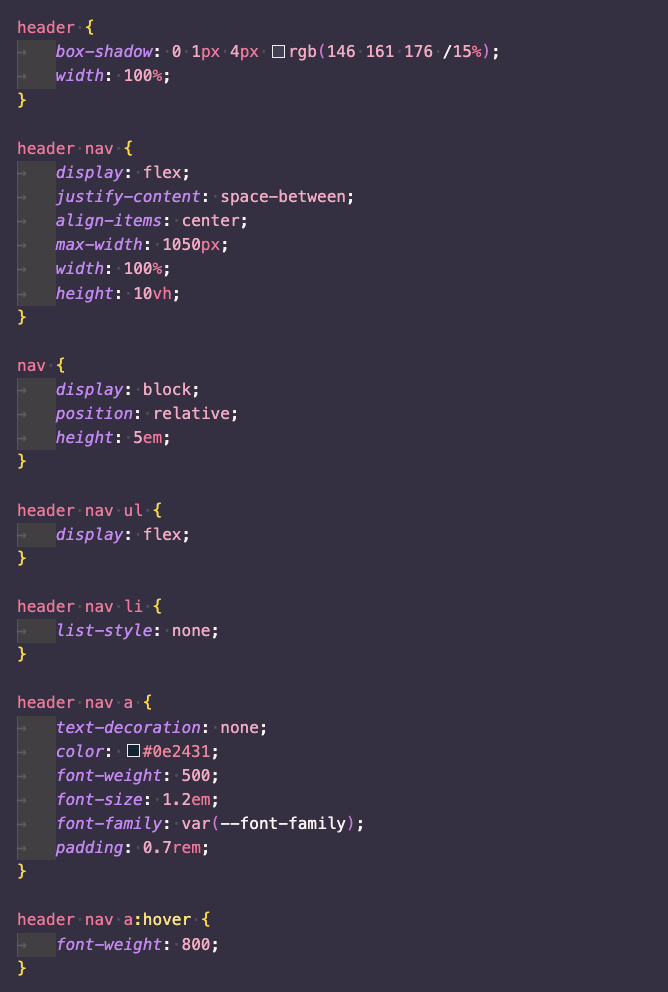 header {
box-shadow: 0 1px 4px rgb(146 161 176 /15%);
width: 100%;
}
header nav {
display: flex;
justify-content: space-between;
align-items: center;
max-width: 1050px;
width: 100%;
height: 10vh;
}
nav {
display: block;
position: relative;
height: 5em;
}
header nav ul {
display: flex;
}
header nav li {
list-style: none;
}
header nav a {
text-decoration: none;
color: #0e2431;
font-weight: 500;
font-size: 1.2em;
font-family: var(--font-family);
padding: 0.7rem;
}
header nav a:hover {
font-weight: 800;
}